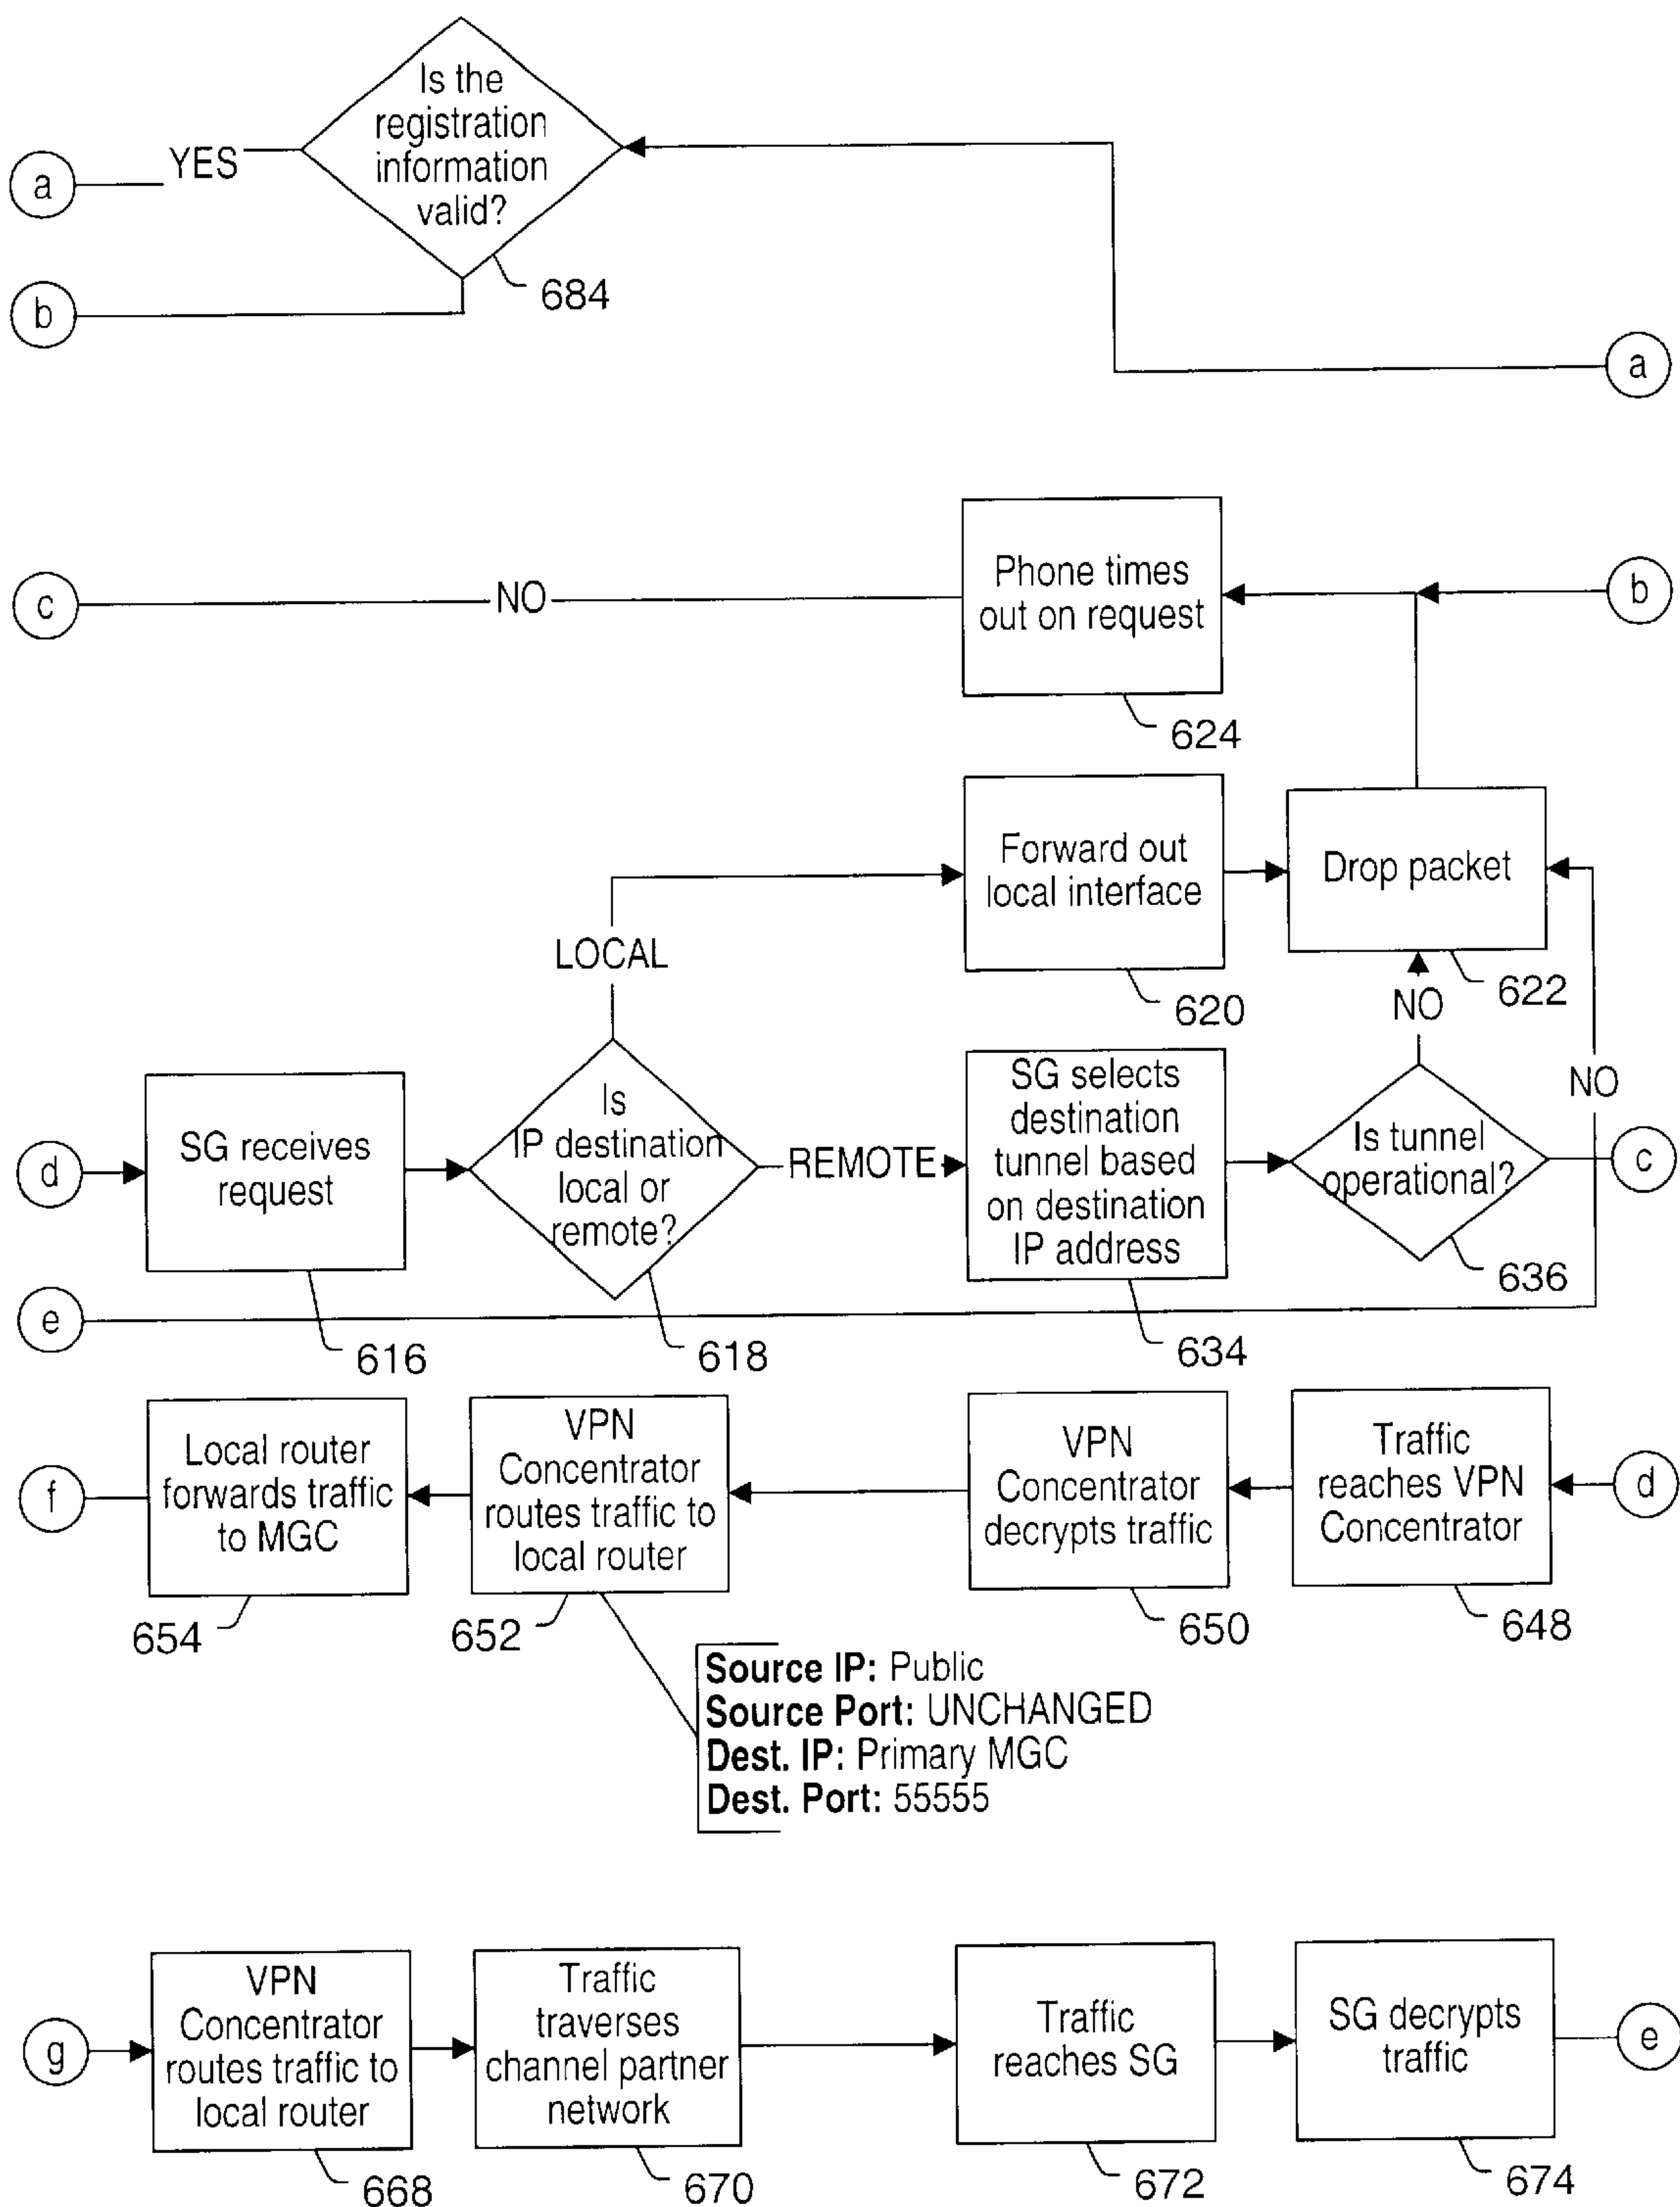 Is the
registration
information
valid?
YES
a
684
b
a
Phone times
out on request
NO
c
b
624
Forward out
local interface
Drop packet
LOCAL
620
622
NO
NO
SG receives
request
Is
IP destination
local or
remote?
REMOTE
SG selects
destination
tunnel based
on destination
IP address
Is tunnel
operational?
d
c
636
e
616
618
634
Local router
forwards traffic
to MGC
VPN
Concentrator
routes traffic to
local router
VPN
Concentrator
decrypts traffic
Traffic
reaches VPN
Concentrator
f
d
654
652
650
648
Source IP: Public
Source Port: UNCHANGED
Dest. IP: Primary MGC
Dest. Port: 55555
g
VPN
Concentrator
routes traffic to
local router
Traffic
traverses
channel partner
network
Traffic
reaches SG
SG decrypts
traffic
e
668
670
672
674